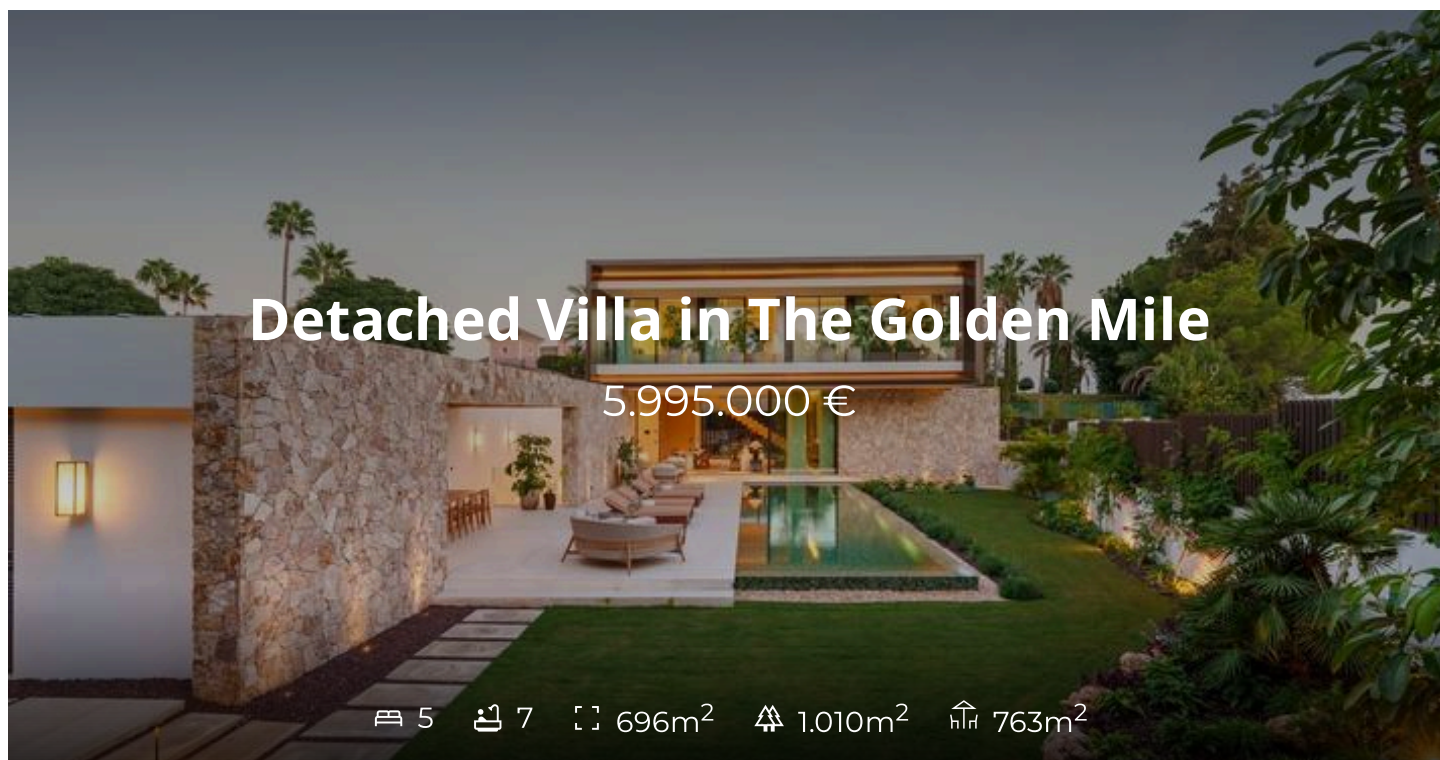 Detached Villa in The Golden Mile
5.995.000 €
5 7 696m² 1.010m² 763m²